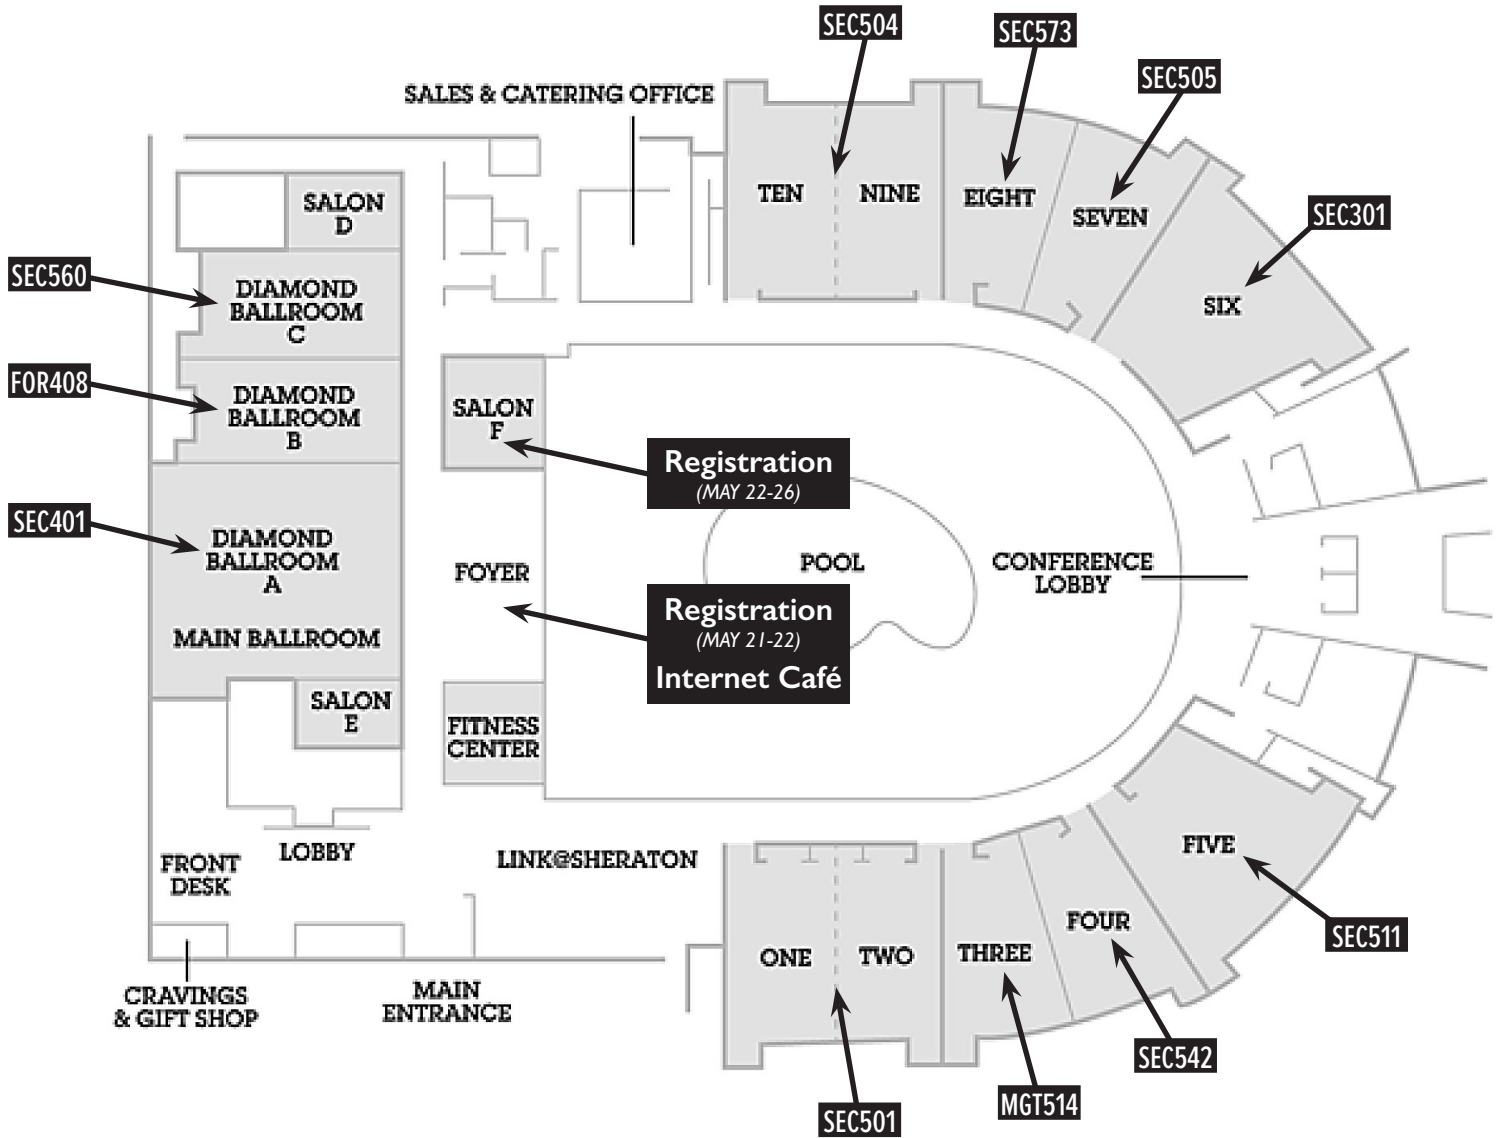 SEC504
SEC573
SEC505
SALES & CATERING OFFICE
TEN
NINE
EIGHT
SEVEN
SEC301
SIX
SALON
D
SEC560
DIAMOND
BALLROOM
C
FOR408
DIAMOND
BALLROOM
B
SALON
F
Registration
(MAY 22-26)
SEC401
DIAMOND
BALLROOM
A
MAIN BALLROOM
FOYER
POOL
CONFERENCE
LOBBY
Registration
(MAY 21-22)
Internet Café
SALON
E
FITNESS
CENTER
FRONT
DESK
LOBBY
LINK@SHERATON
FIVE
SEC511
FOUR
THREE
TWO
ONE
CRAVINGS
& GIFT SHOP
MAIN
ENTRANCE
SEC542
MGT514
SEC501